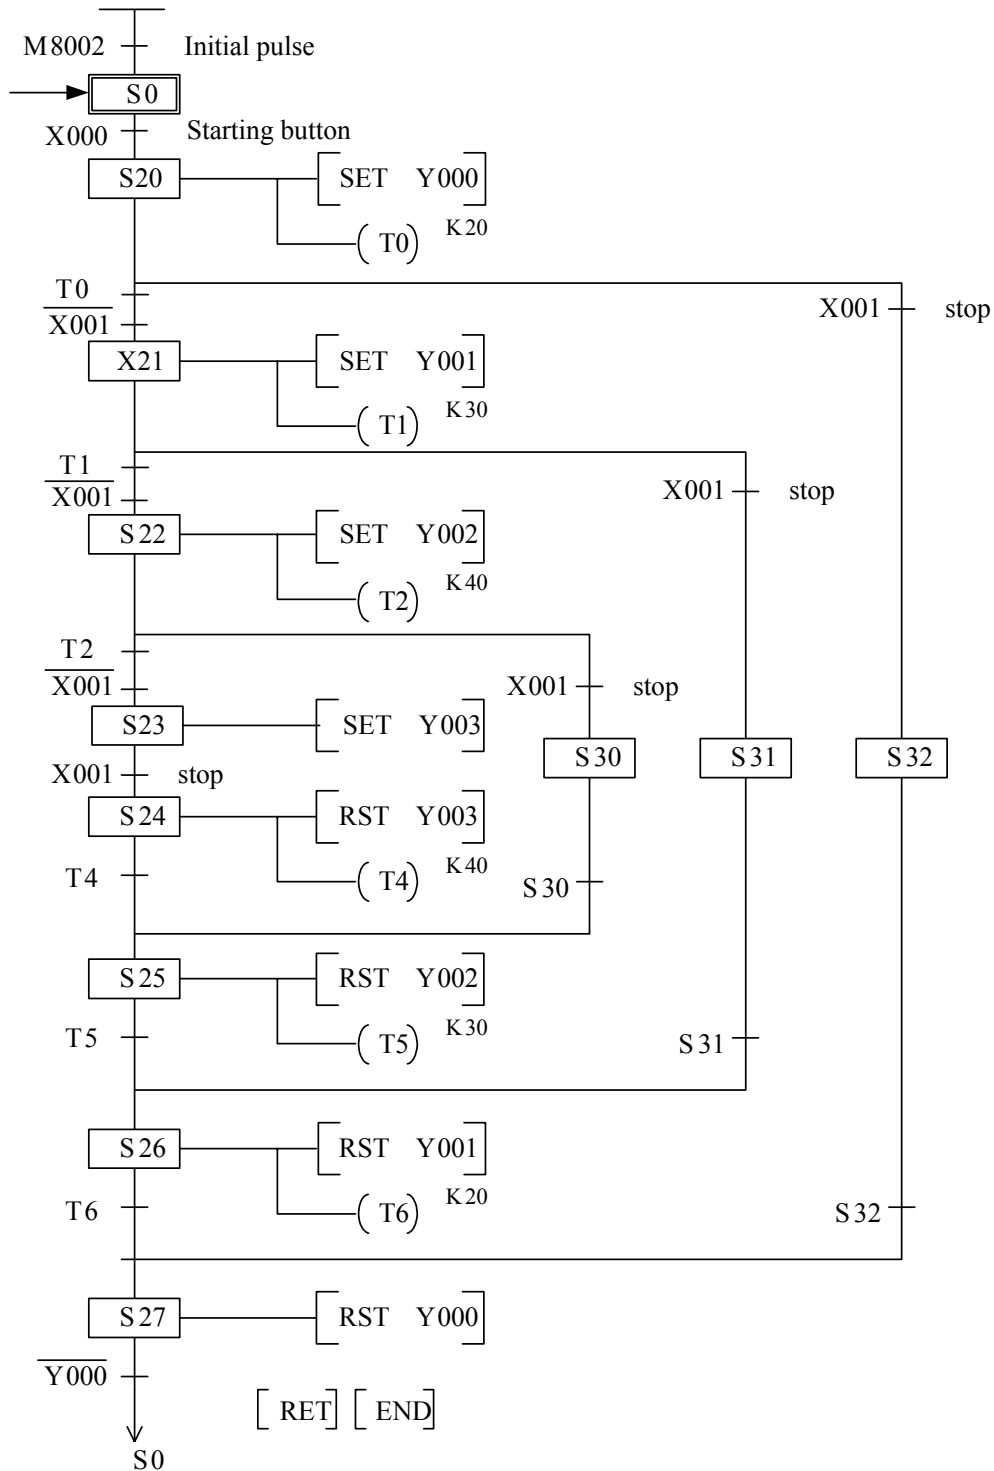 M8002 Initial pulse
S0
X000 Starting button
S20 SET Y000
K20
T0
T0
X001
X001 stop
X21 SET Y001
K30
T1
T1
X001
X001 stop
S22 SET Y002
K40
T2
T2
X001
X001 stop
S23 SET Y003
S30 S31 S32
X001 stop
S24 RST Y003
K40
T4 T4
S30
S25 RST Y002
K30
T5 T5
S31
S26 RST Y001
K20
T6 T6
S32
S27 RST Y000
Y000
RET END
S0